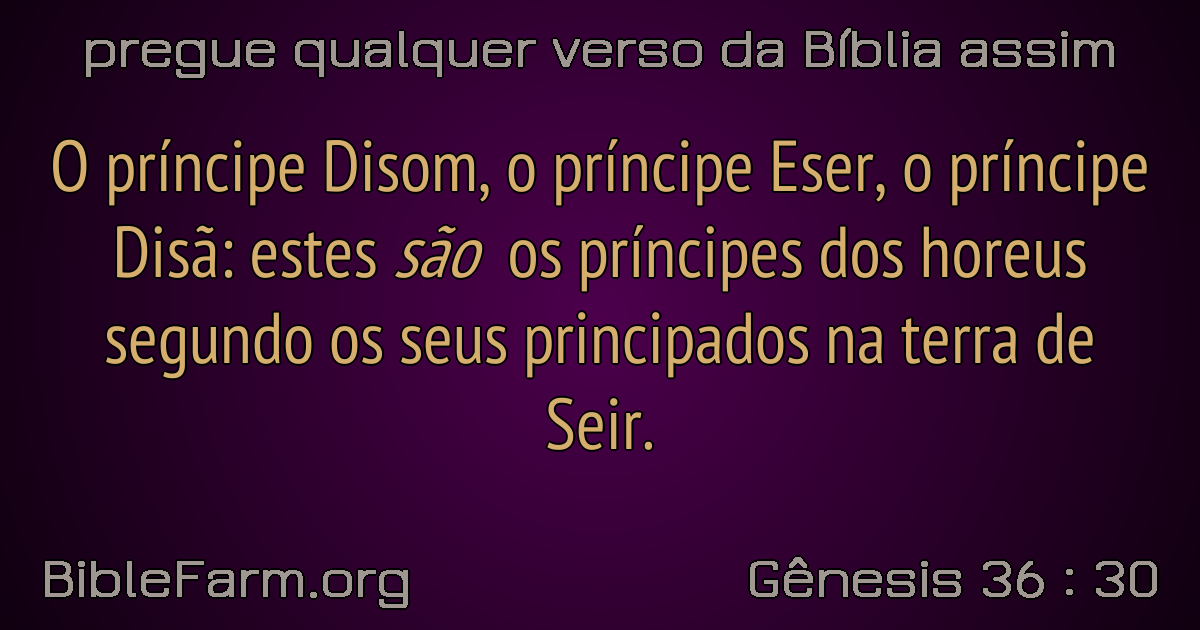 pregue qualquer verso da Bíblia assim
O príncipe Disom, o príncipe Eser, o príncipe
Disã: estes são os príncipes dos horeus
segundo os seus principados na terra de
Seir.
BibleFarm.org
Gênesis 36 : 30